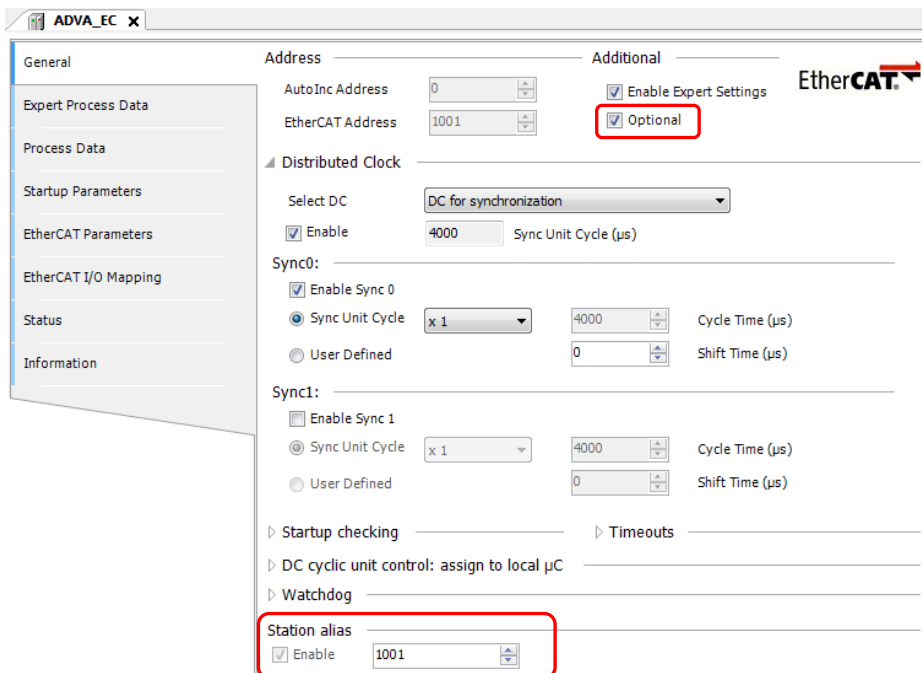 ADVA_EC X
General
Expert Process Data
Process Data
Startup Parameters
EtherCAT Parameters
EtherCAT I/O Mapping
Status
Information
Address
Additional
EtherCAT®
AutoInc Address 0
Enable Expert Settings
EtherCAT Address 1001
Optional
Distributed Clock
Select DC DC for synchronization
Enable 4000 Sync Unit Cycle (µs)
Sync0:
Enable Sync 0
Sync Unit Cycle x 1 4000 Cycle Time (µs)
User Defined 0 Shift Time (µs)
Sync1:
Enable Sync 1
Sync Unit Cycle x 1 4000 Cycle Time (µs)
User Defined 0 Shift Time (µs)
Startup checking
Timeouts
DC cyclic unit control: assign to local µC
Watchdog
Station alias
Enable 1001